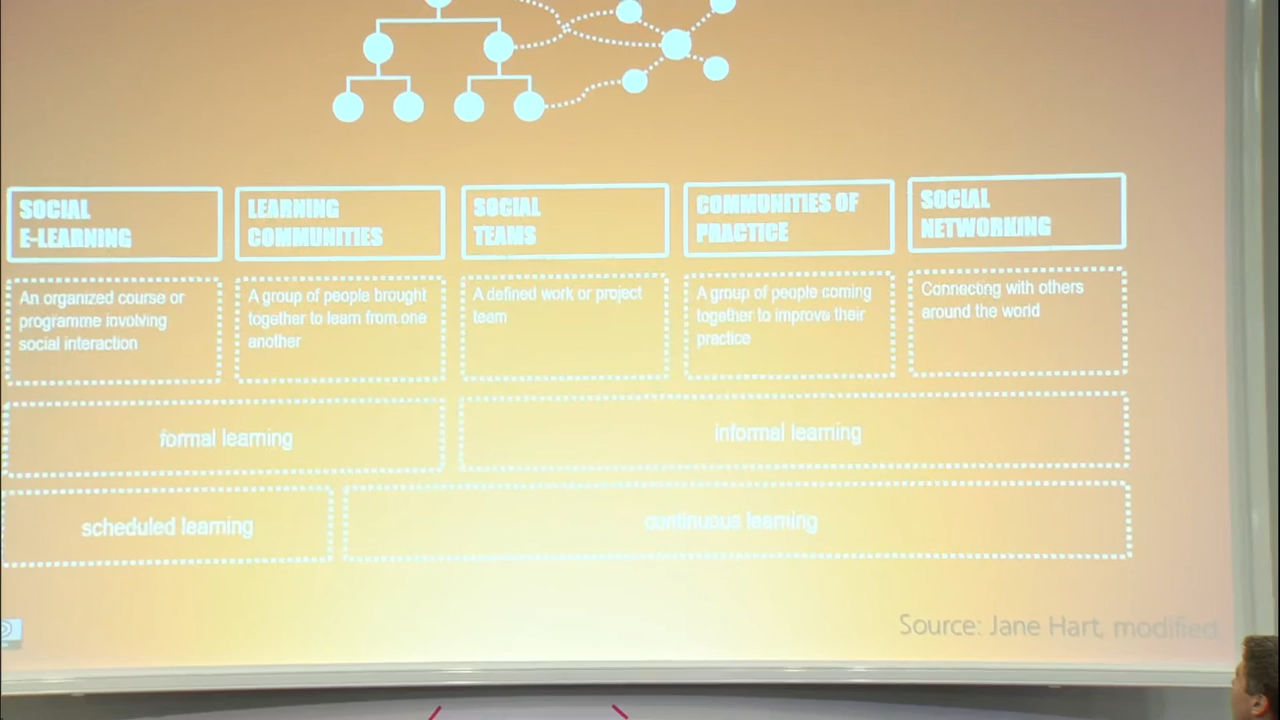 SOCIAL
E-LEARNING
LEARNING
COMMUNITIES
SOCIAL
TEAMS
COMMUNITIES OF
PRACTICE
SOCIAL
NETWORKING
An organized course or
programme involving
social interaction
A group of people brought
together to learn from one
another
A defined work or project
team
A group of people coming
together to improve their
practice
Connecting with others
around the world
formal learning
informal learning
scheduled learning
continuous learning
Source: Jane Hart, modified